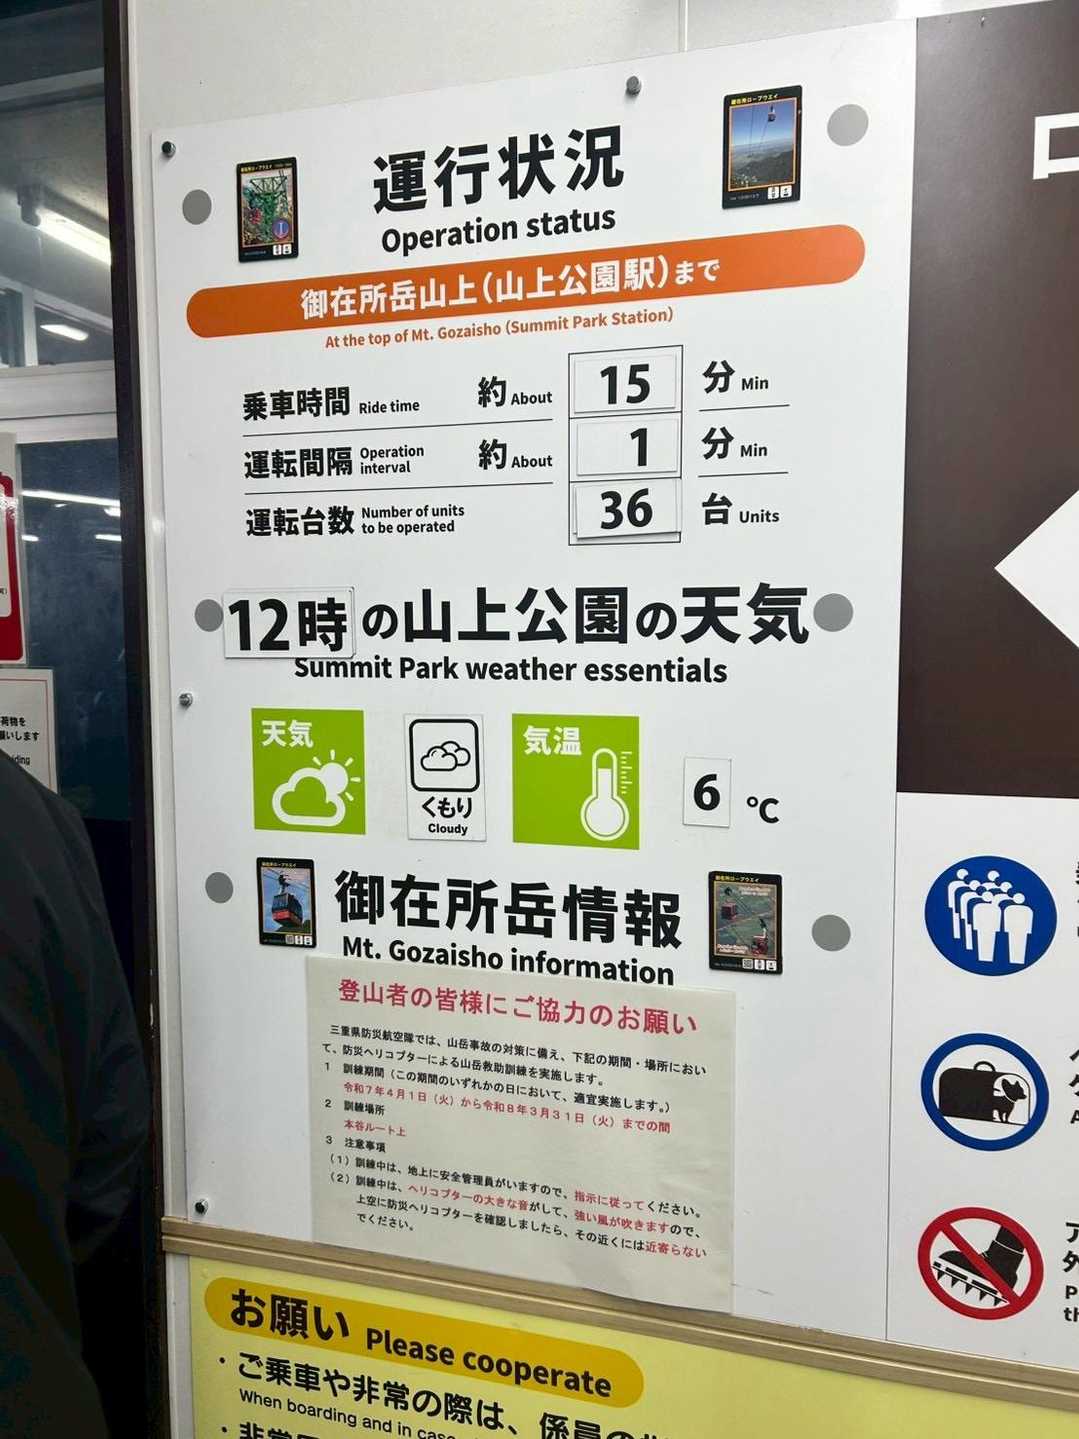 運行状況
Operation status
御在所岳山上(山上公園駅)まで
At the top of Mt. Gozaisho (Summit Park Station)
乗車時間 Ride time 約 About 15 分 Min
運転間隔 Operation interval 約 About 1 分 Min
運転台数 Number of units to be operated 36 台 Units
12時の山上公園の天気
Summit Park weather essentials
天気
くもり
Cloudy
気温
6 ℃
御在所岳情報
Mt. Gozaisho information
登山者の皆様にご協力のお願い
三重県防災航空隊では、山岳事故の対策に備え、下記の期間・場所におい
て、防災ヘリコプターによる山岳救助訓練を実施します。
1 訓練期間(この期間のいずれかの日において、適宜実施します。)
令和7年4月1日(火)から令和8年3月31日(火)までの間
2 訓練場所
本谷ルート上
3 注意事項
(1)訓練中は、地上に安全管理員がいますので、指示に従ってください。
(2)訓練中は、ヘリコプターの大きな音がして、強い風が吹きますので、
上空に防災ヘリコプターを確認しましたら、その近くには近寄らない
でください。
お願い Please cooperate
・ご乗車や非常の際は、係員の
When boarding and in case
・非常
荷物を
願いします